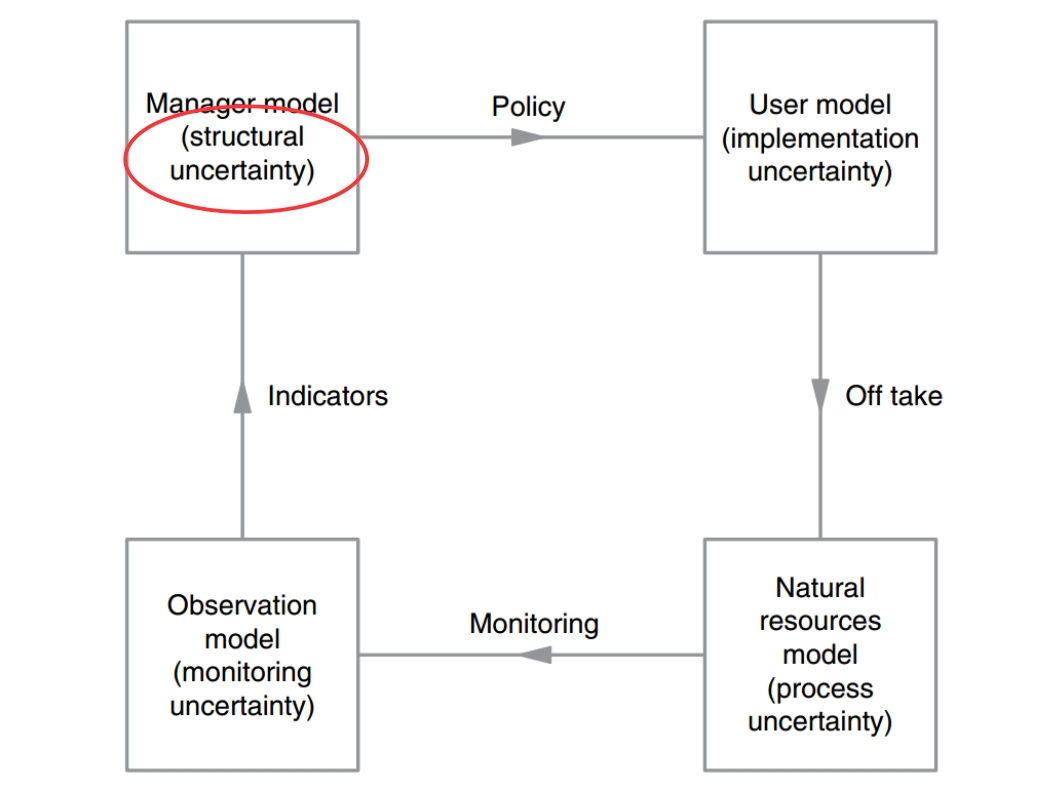 Manager model
(structural
uncertainty)
Policy
User model
(implementation
uncertainty)
Indicators
Off take
Observation
model
(monitoring
uncertainty)
Monitoring
Natural
resources
model
(process
uncertainty)